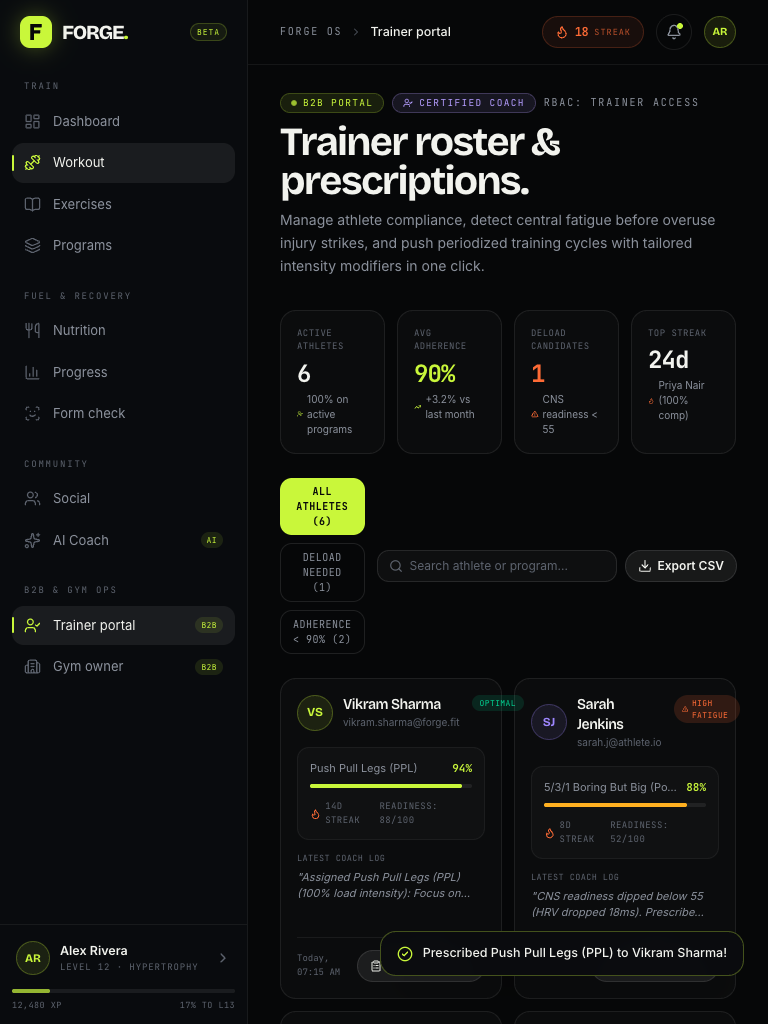 F FORGE. BETA
TRAIN
Dashboard
Workout
Exercises
Programs
FUEL & RECOVERY
Nutrition
Progress
Form check
COMMUNITY
Social
AI Coach AI
B2B & GYM OPS
Trainer portal B2B
Gym owner B2B
AR Alex Rivera
LEVEL 12 · HYPERTROPHY
12,480 XP 17% TO L13
FORGE OS > Trainer portal
18 STREAK
AR
B2B PORTAL CERTIFIED COACH RBAC: TRAINER ACCESS
Trainer roster &
prescriptions.
Manage athlete compliance, detect central fatigue before overuse
injury strikes, and push periodized training cycles with tailored
intensity modifiers in one click.
ACTIVE
ATHLETES
6
100% on
active
programs
AVG
ADHERENCE
90%
+3.2% vs
last month
DELOAD
CANDIDATES
1
CNS
readiness <
55
TOP STREAK
24d
Priya Nair
(100%
comp)
ALL
ATHLETES
(6)
DELOAD
NEEDED
(1)
ADHERENCE
< 90% (2)
Search athlete or program...
Export CSV
VS Vikram Sharma OPTIMAL
vikram.sharma@forge.fit
Push Pull Legs (PPL) 94%
14D
STREAK
READINESS:
88/100
LATEST COACH LOG
"Assigned Push Pull Legs (PPL)
(100% load intensity): Focus on...
Today,
07:15 AM
SJ Sarah
Jenkins
HIGH
FATIGUE
sarah.j@athlete.io
5/3/1 Boring But Big (Po... 88%
8D
STREAK
READINESS:
52/100
LATEST COACH LOG
"CNS readiness dipped below 55
(HRV dropped 18ms). Prescribe...
Prescribed Push Pull Legs (PPL) to Vikram Sharma!